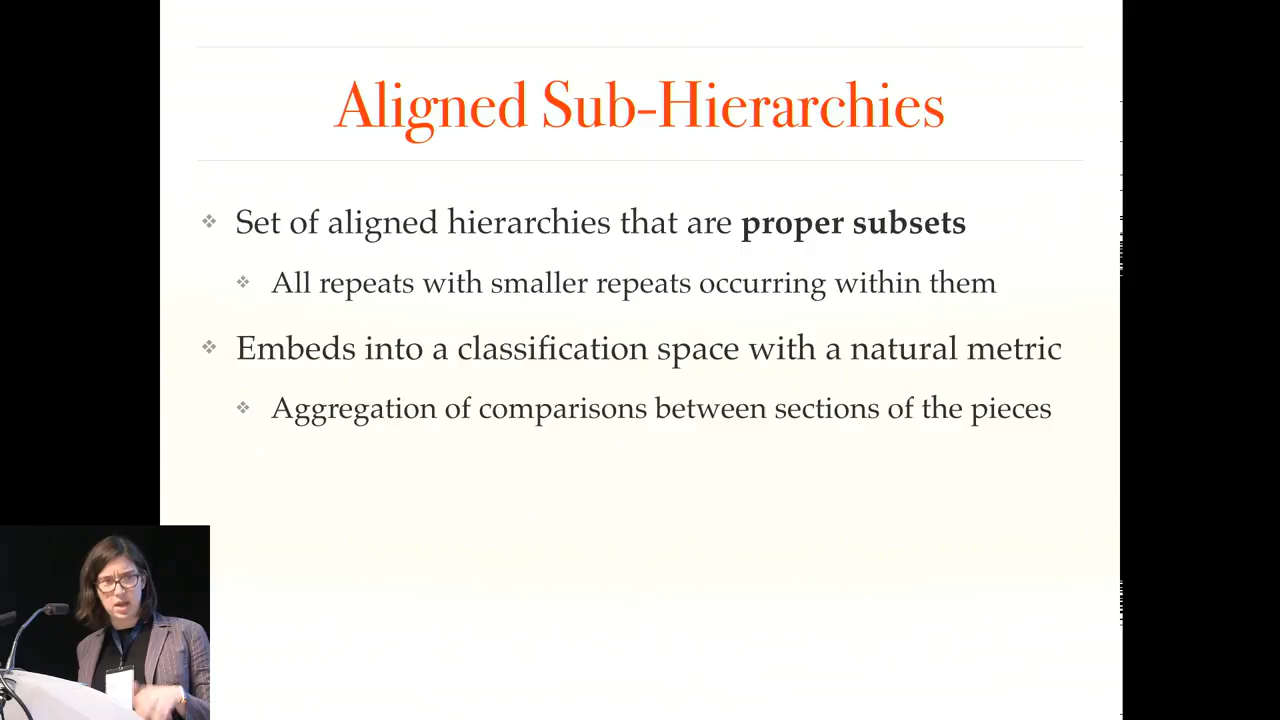 Aligned Sub-Hierarchies
Set of aligned hierarchies that are proper subsets
All repeats with smaller repeats occurring within them
Embeds into a classification space with a natural metric
Aggregation of comparisons between sections of the pieces